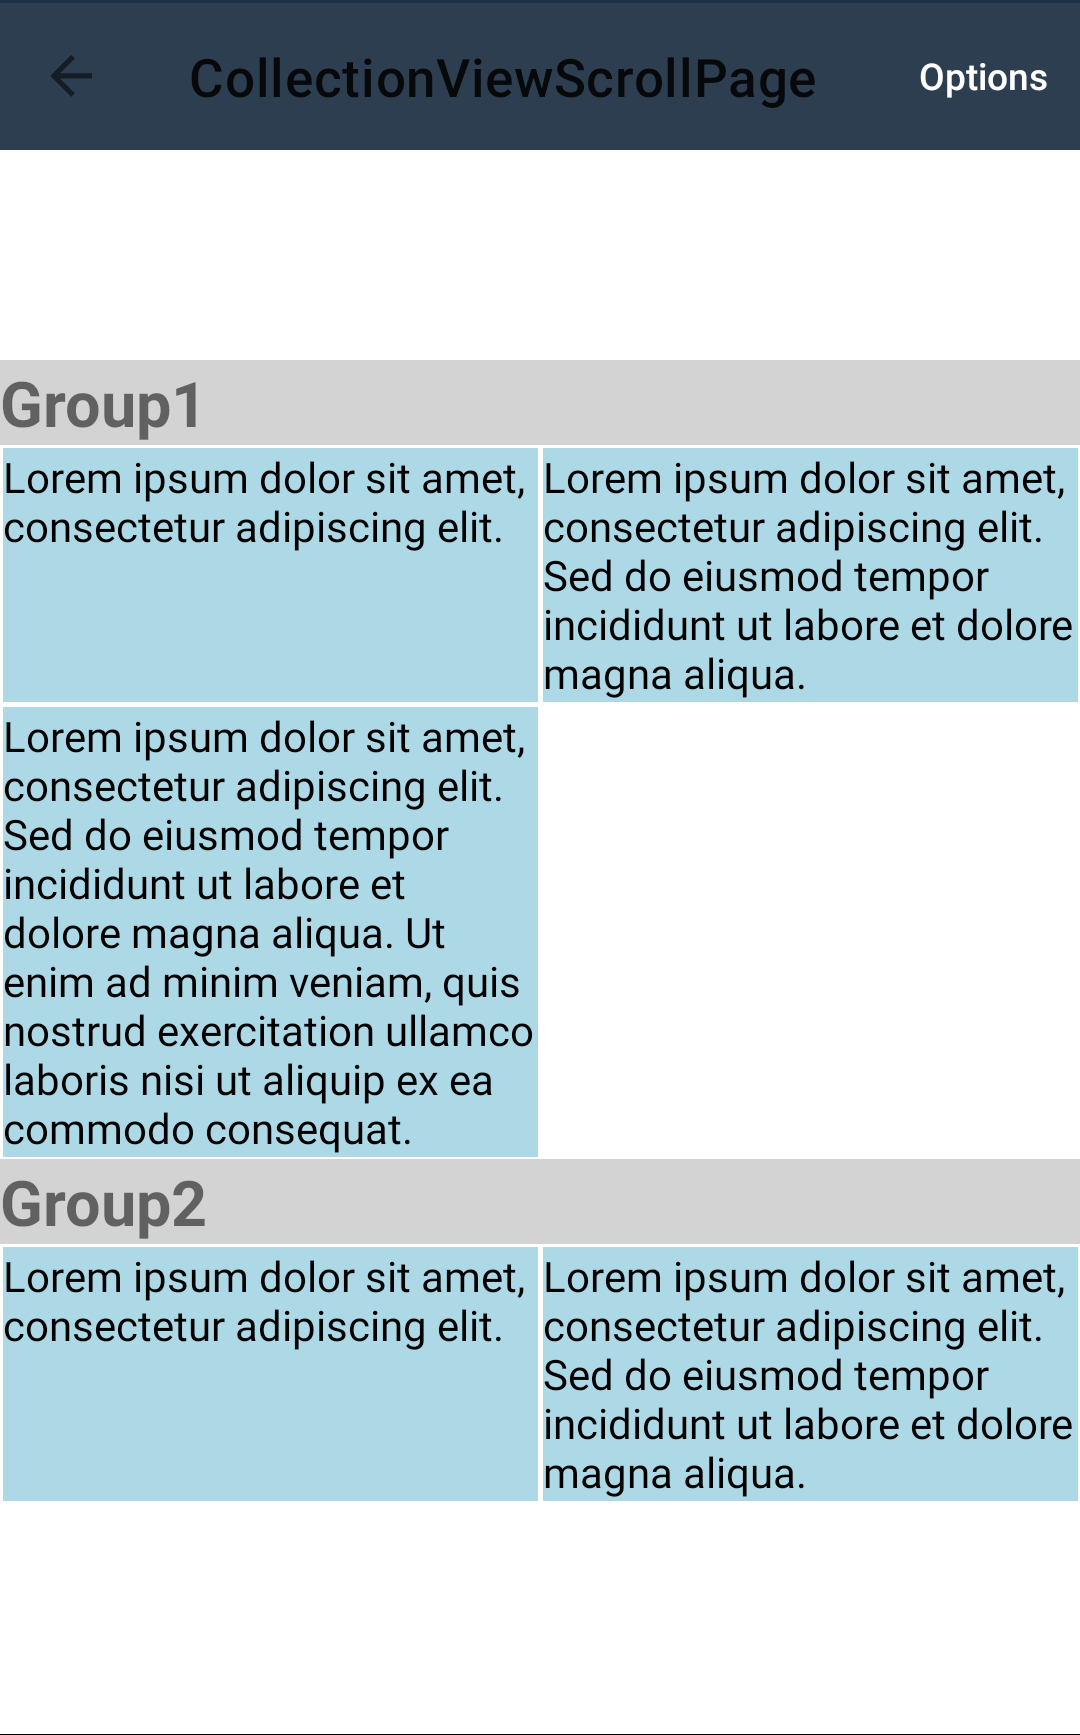 CollectionViewScrollPage
Options
Group1
Lorem ipsum dolor sit amet,
consectetur adipiscing elit.
Lorem ipsum dolor sit amet,
consectetur adipiscing elit.
Sed do eiusmod tempor
incididunt ut labore et dolore
magna aliqua.
Lorem ipsum dolor sit amet,
consectetur adipiscing elit.
Sed do eiusmod tempor
incididunt ut labore et
dolore magna aliqua. Ut
enim ad minim veniam, quis
nostrud exercitation ullamco
laboris nisi ut aliquip ex ea
commodo consequat.
Group2
Lorem ipsum dolor sit amet,
consectetur adipiscing elit.
Lorem ipsum dolor sit amet,
consectetur adipiscing elit.
Sed do eiusmod tempor
incididunt ut labore et dolore
magna aliqua.